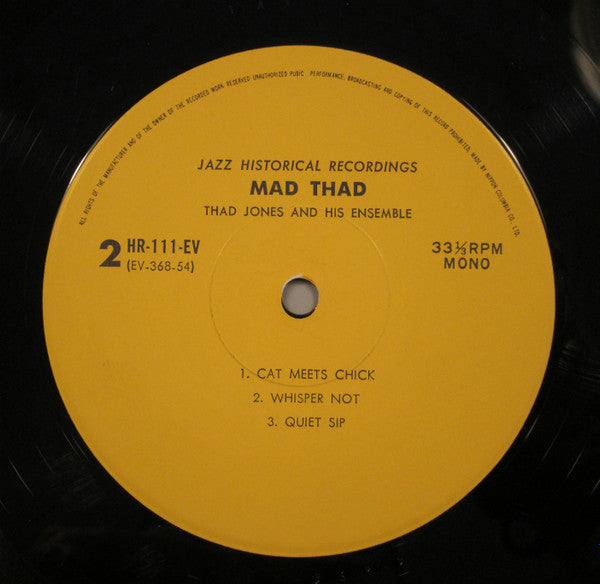 ALL RIGHTS OF THE MANUFACTURER AND OF THE OWNER OF THE RECORDED WORK RESERVED UNAUTHORIZED PUBIC PERFORMANCE, BROADCASTING AND COPYING OF THIS RECORD PROHIBITED. MADE BY NIPPON COLUMBIA CO., LTD.
JAZZ HISTORICAL RECORDINGS
MAD THAD
THAD JONES AND HIS ENSEMBLE
2 HR-111-EV 33⅓RPM
(EV-368-54) MONO
1. CAT MEETS CHICK
2. WHISPER NOT
3. QUIET SIP